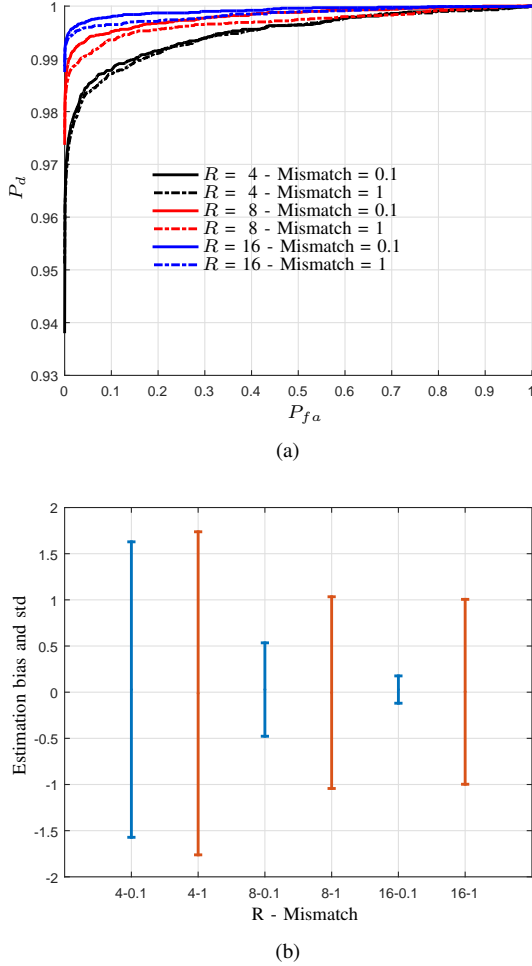 1
0.99
0.98
0.97
0.96
0.95
0.94
0.93
P_d
R = 4 - Mismatch = 0.1
R = 4 - Mismatch = 1
R = 8 - Mismatch = 0.1
R = 8 - Mismatch = 1
R = 16 - Mismatch = 0.1
R = 16 - Mismatch = 1
0 0.1 0.2 0.3 0.4 0.5 0.6 0.7 0.8 0.9 1
P_{fa}
(a)
2
1.5
1
0.5
0
-0.5
-1
-1.5
-2
Estimation bias and std
4-0.1 4-1 8-0.1 8-1 16-0.1 16-1
R - Mismatch
(b)